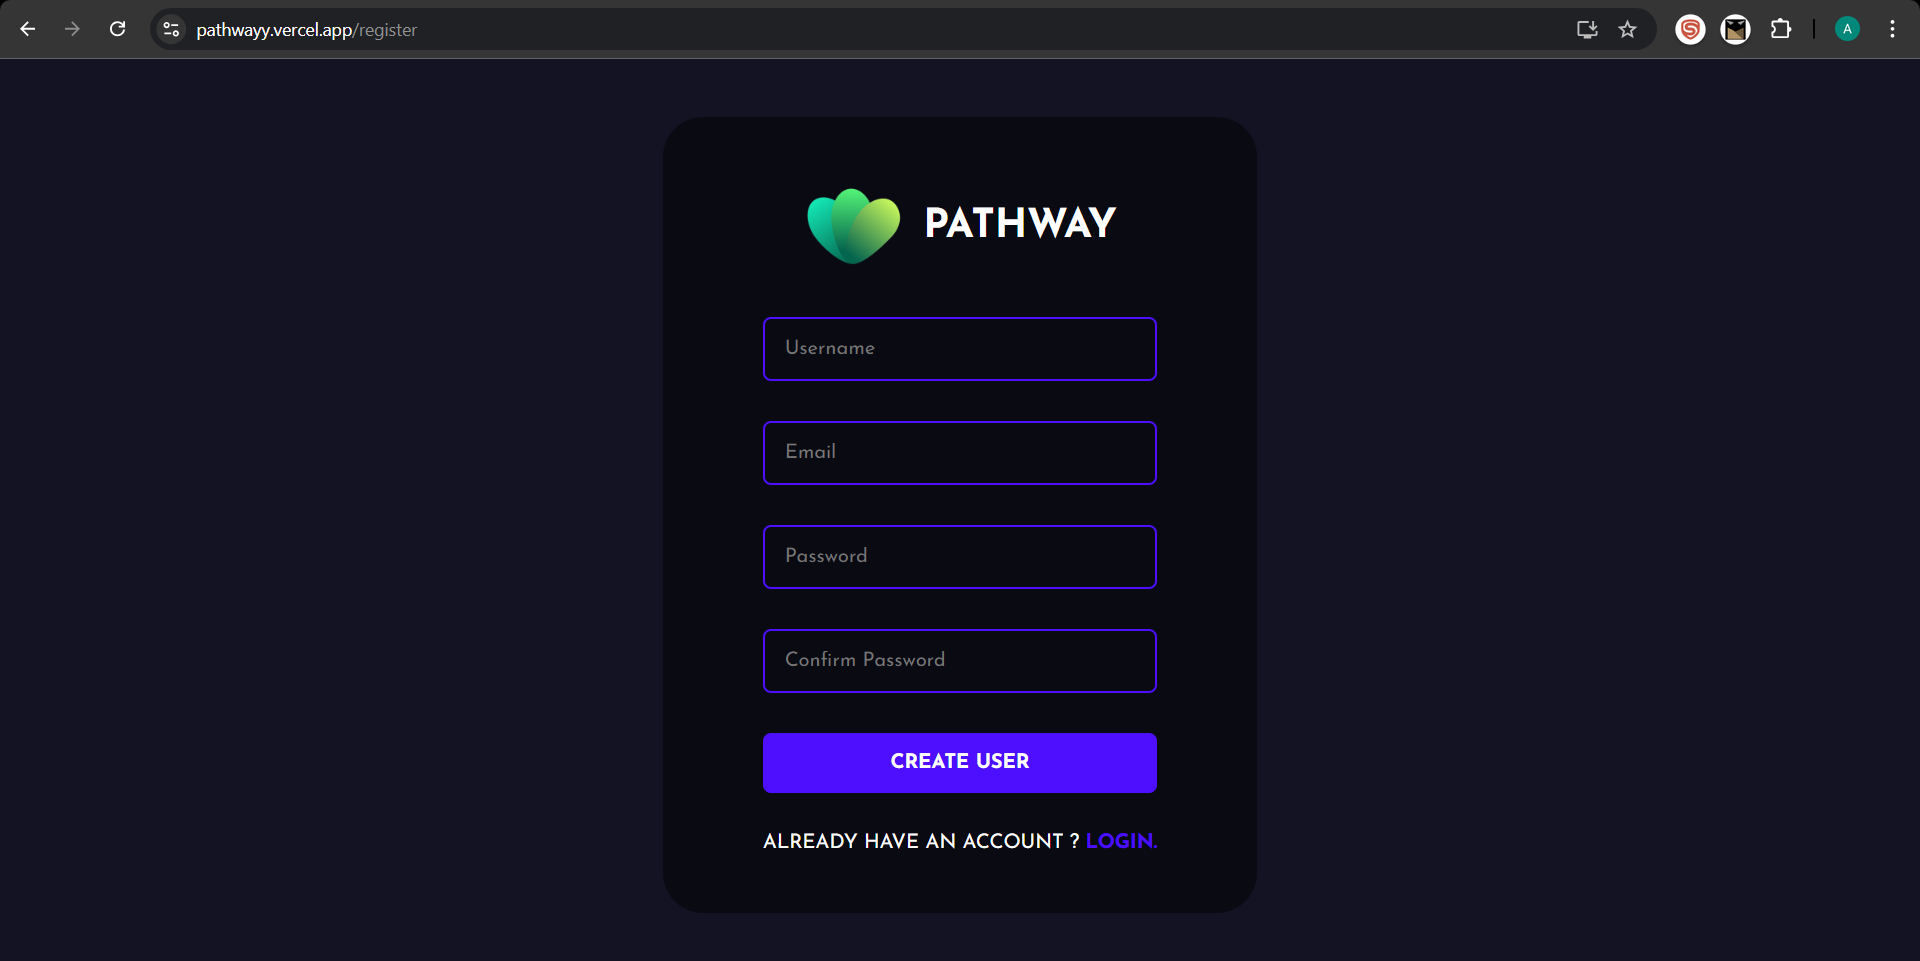 pathwayy.vercel.app/register
A
PATHWAY
Username
Email
Password
Confirm Password
CREATE USER
ALREADY HAVE AN ACCOUNT ? LOGIN.